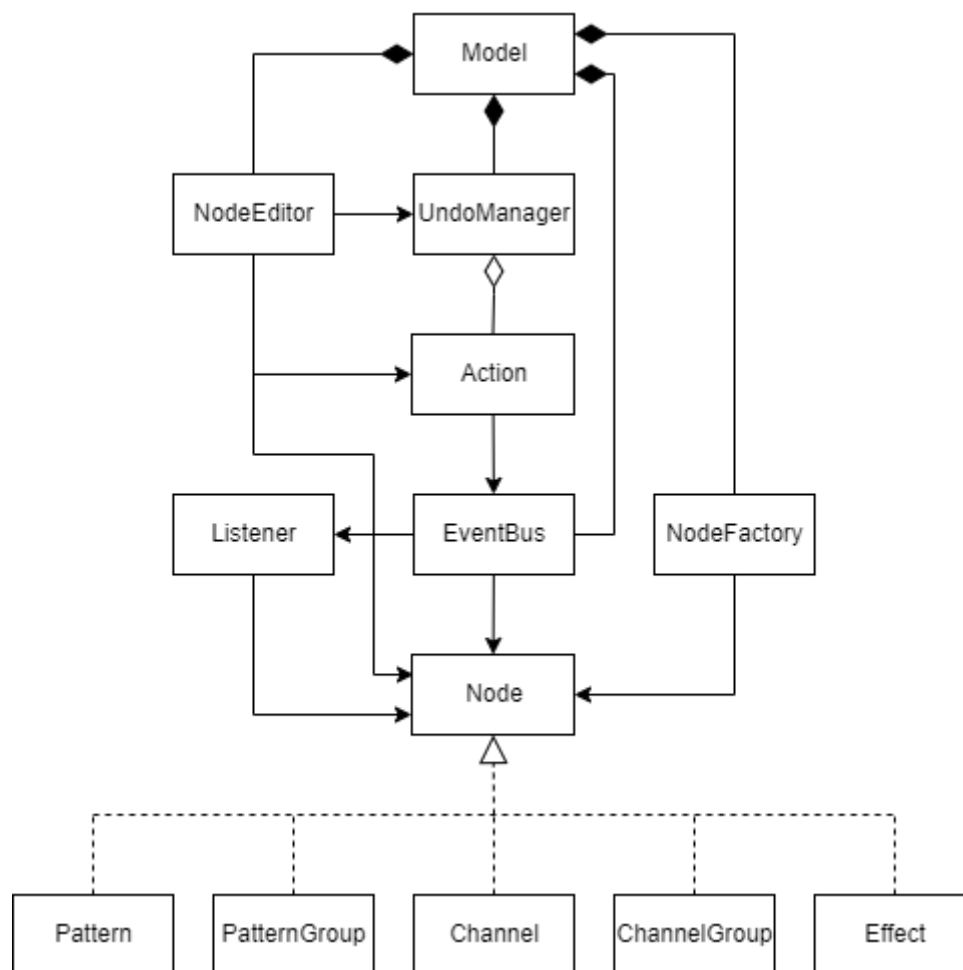 Model
NodeEditor
UndoManager
Action
Listener
EventBus
NodeFactory
Node
Pattern
PatternGroup
Channel
ChannelGroup
Effect